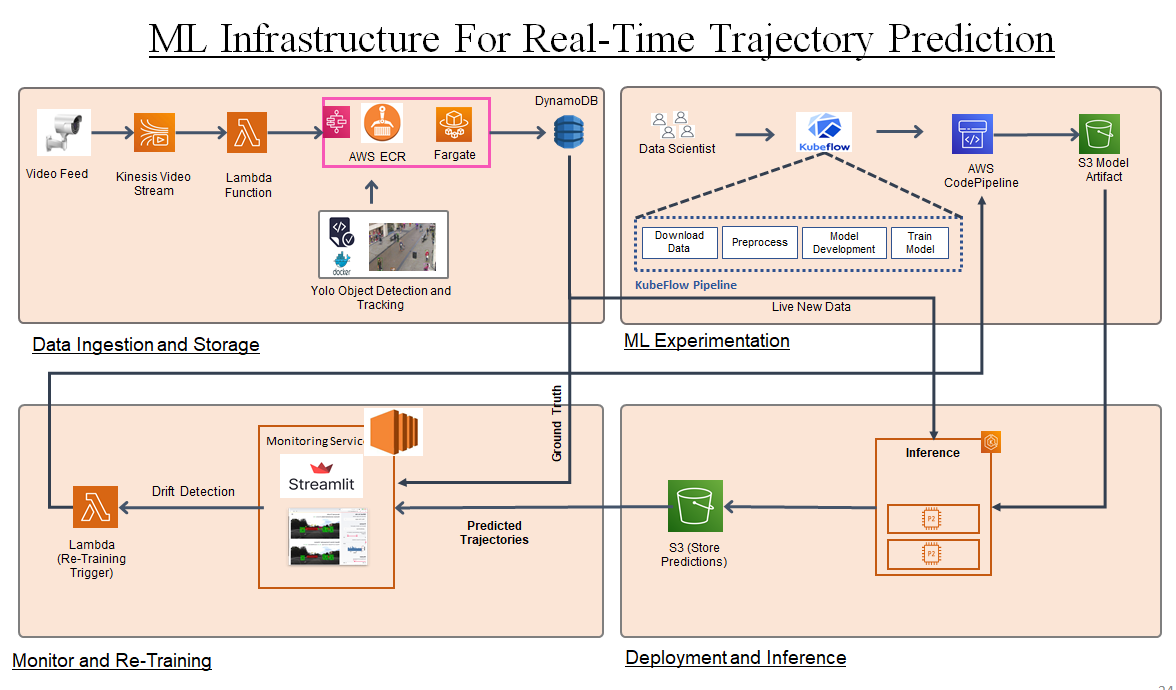 ML Infrastructure For Real-Time Trajectory Prediction
DynamoDB
AWS ECR
Fargate
Video Feed
Kinesis Video
Stream
Lambda
Function
docker
Yolo Object Detection and
Tracking
Data Ingestion and Storage
Data Scientist
Kubeflow
AWS
CodePipeline
S3 Model
Artifact
Download
Data
Preprocess
Model
Development
Train
Model
KubeFlow Pipeline
Live New Data
ML Experimentation
Ground Truth
Monitoring Service
Streamlit
Drift Detection
Lambda
(Re-Training
Trigger)
Predicted
Trajectories
Monitor and Re-Training
Inference
P2
P2
S3 (Store
Predictions)
Deployment and Inference